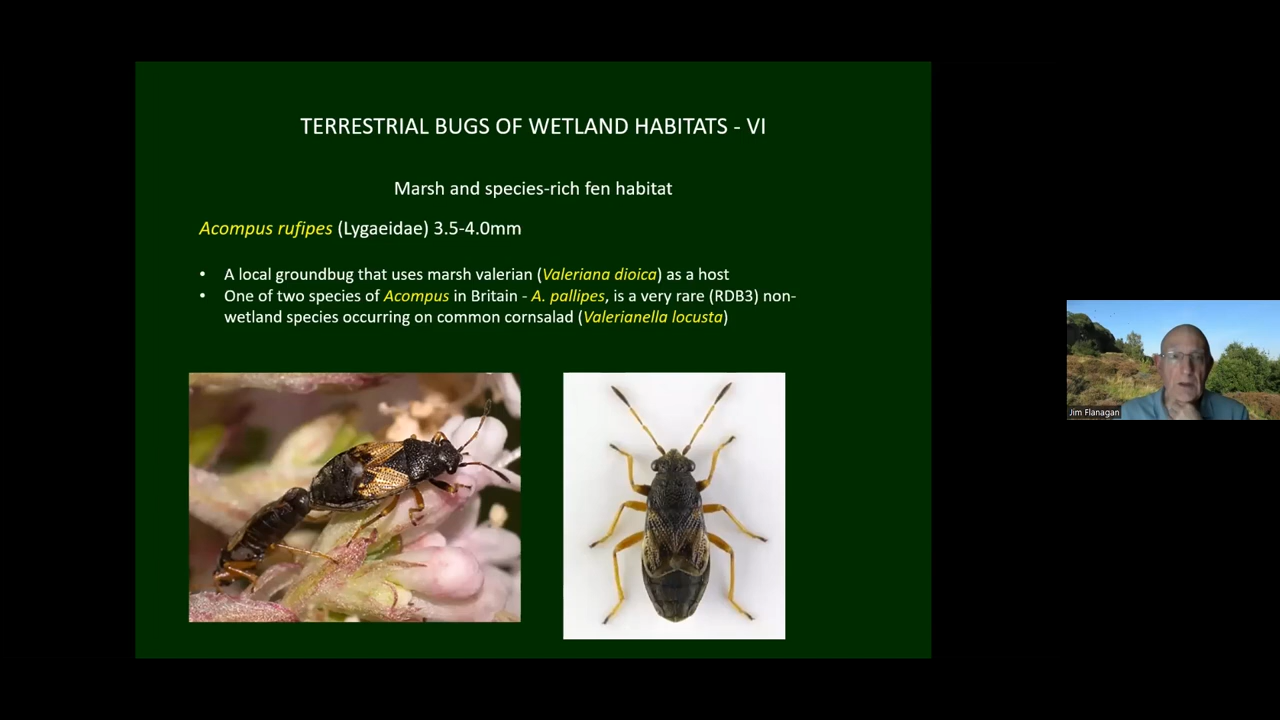 TERRESTRIAL BUGS OF WETLAND HABITATS - VI
Marsh and species-rich fen habitat
Acompus rufipes (Lygaeidae) 3.5-4.0mm
• A local groundbug that uses marsh valerian (Valeriana dioica) as a host
• One of two species of Acompus in Britain - A. pallipes, is a very rare (RDB3) non-
wetland species occurring on common cornsalad (Valerianella locusta)
Jim Flanagan